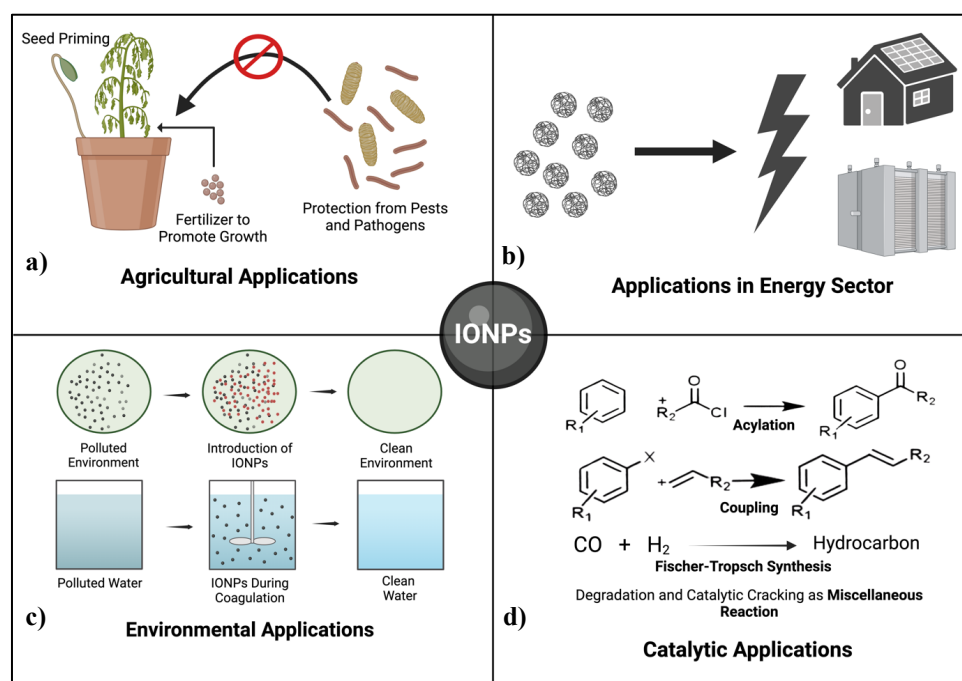 Seed Priming
Fertilizer to
Promote Growth
Protection from Pests
and Pathogens
a)
Agricultural Applications
b)
Applications in Energy Sector
IONPs
Polluted
Environment
Introduction of
IONPs
Clean
Environment
Polluted Water
IONPs During
Coagulation
Clean
Water
c)
Environmental Applications
R1
+
R2
O
Cl
Acylation
O
R2
R1
X
R1
+
R2
Coupling
R2
R1
CO + H2
Hydrocarbon
Fischer-Tropsch Synthesis
Degradation and Catalytic Cracking as Miscellaneous
Reaction
d)
Catalytic Applications